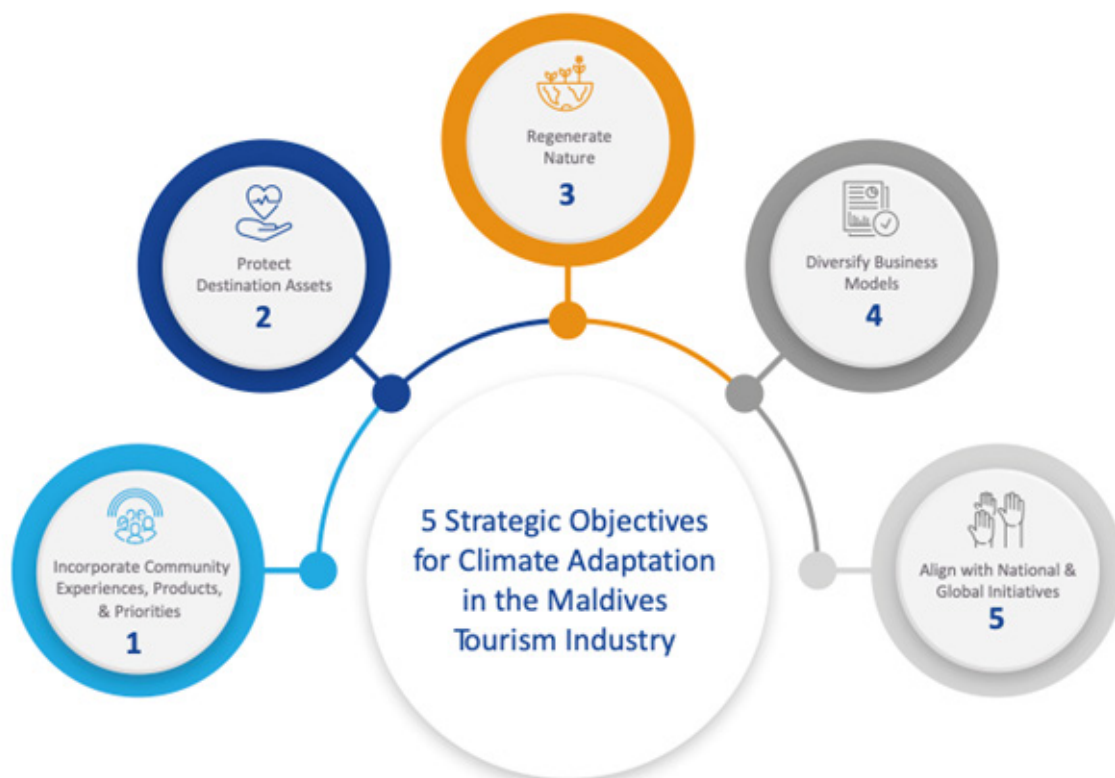 Incorporate Community
Experiences, Products,
& Priorities
1
Protect
Destination Assets
2
Regenerate
Nature
3
Diversify Business
Models
4
Align with National &
Global Initiatives
5
5 Strategic Objectives
for Climate Adaptation
in the Maldives
Tourism Industry